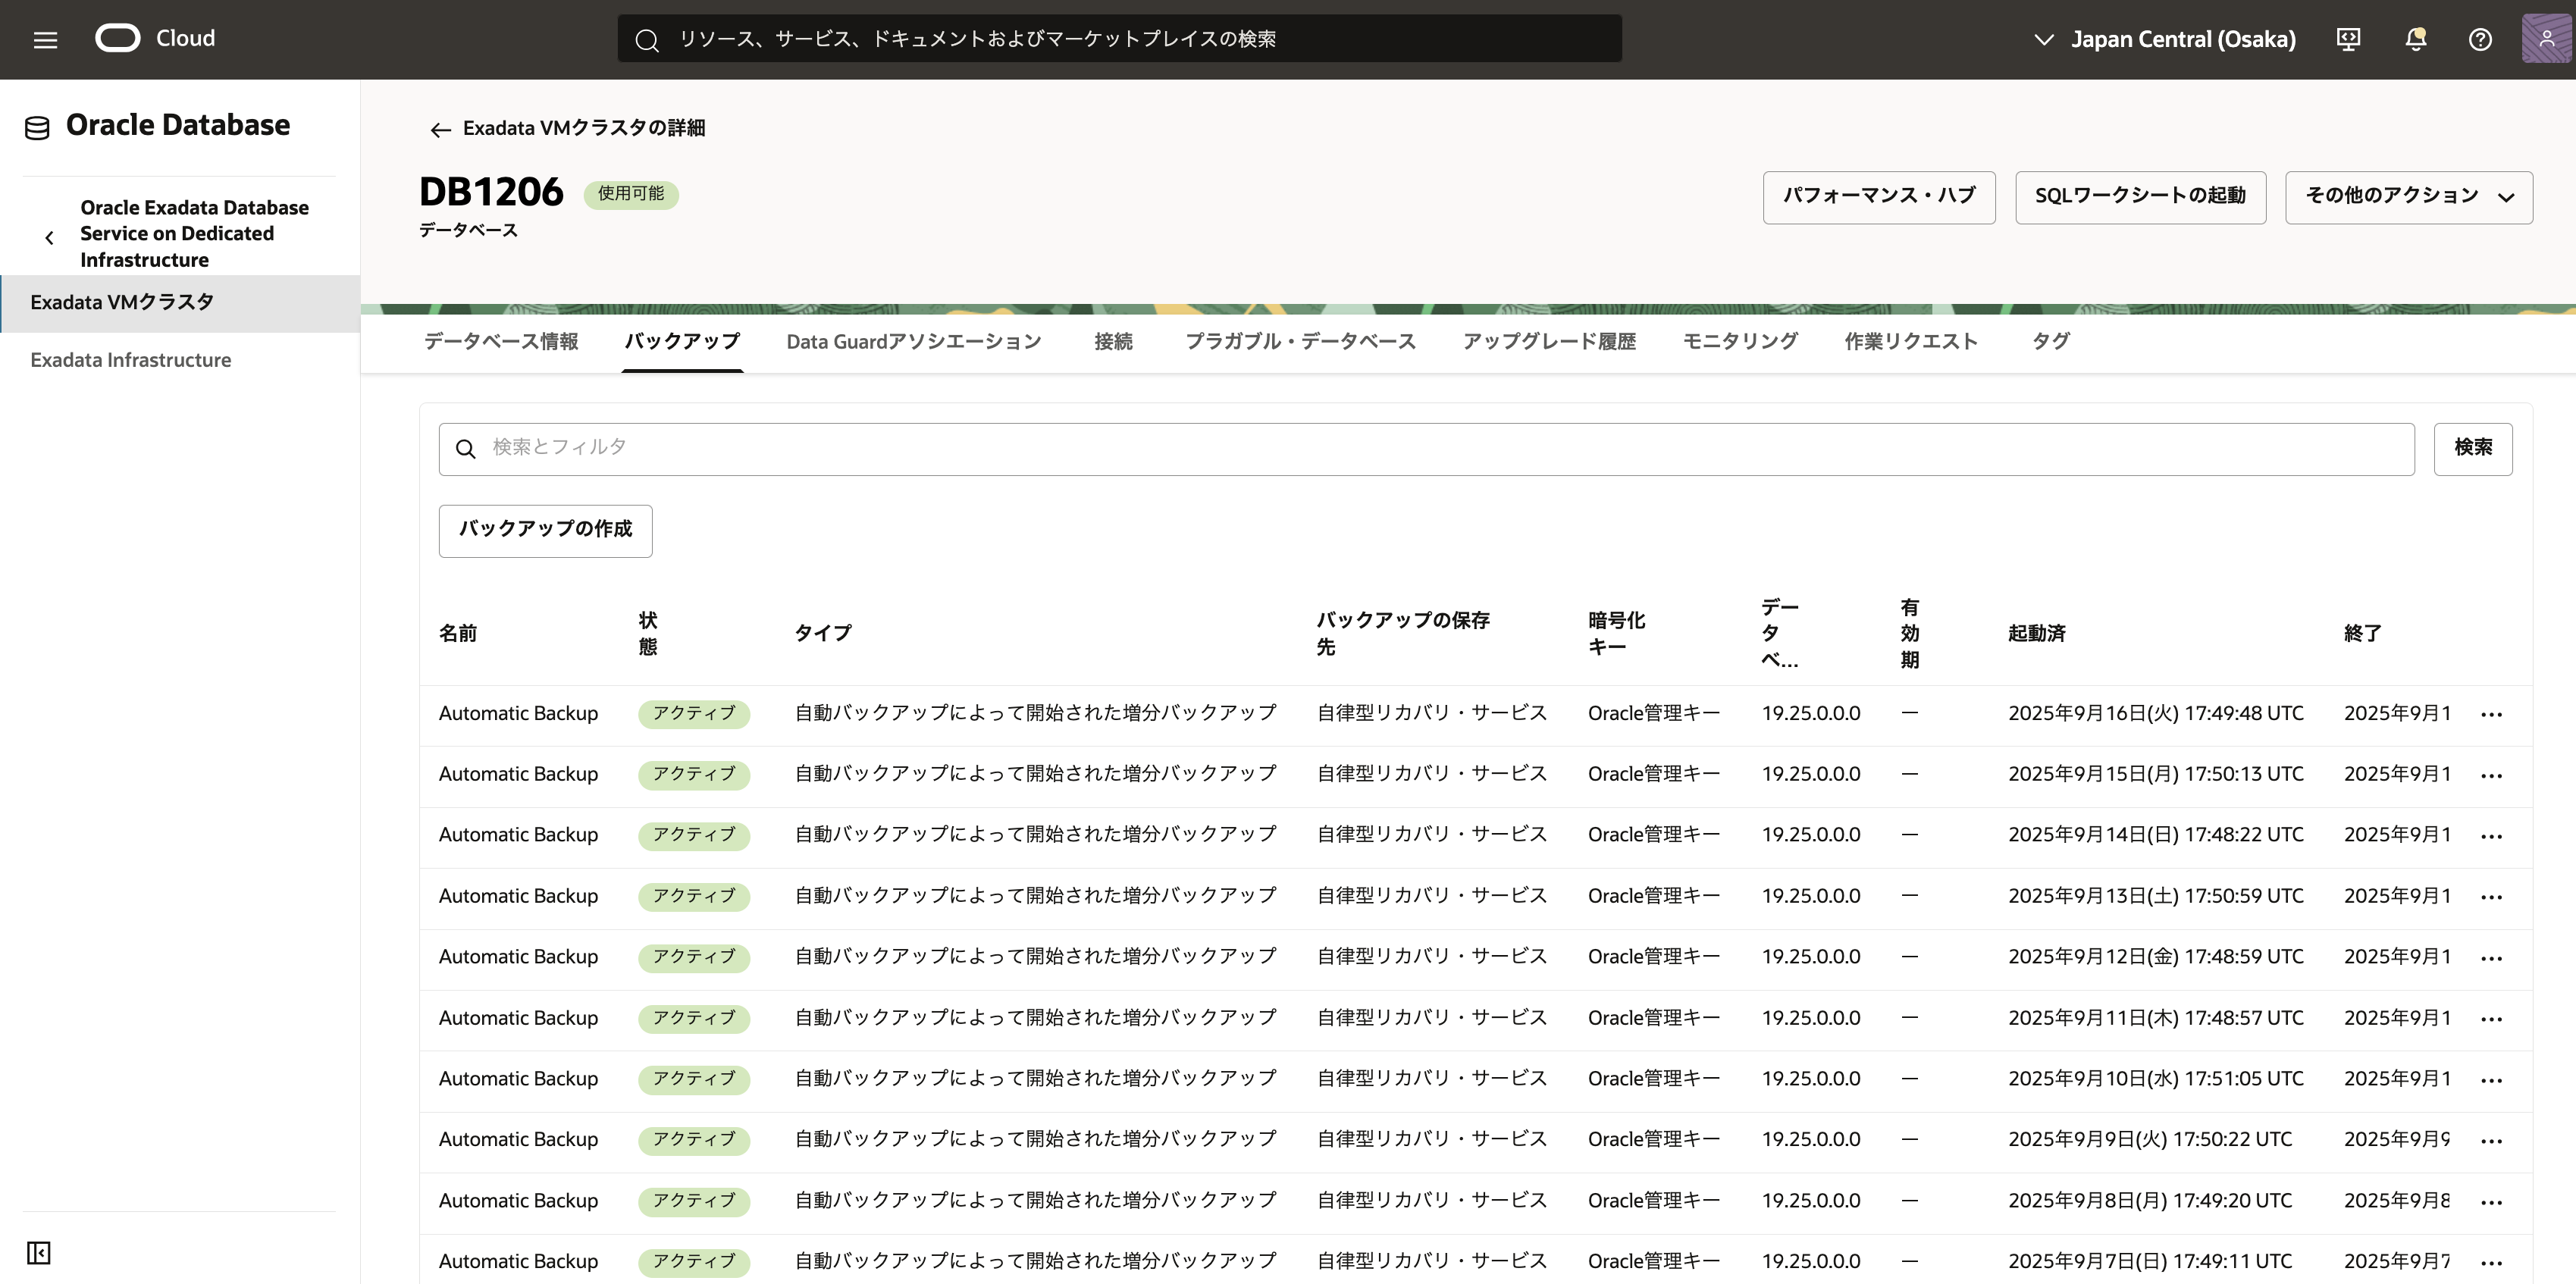 Cloud
リソース、サービス、ドキュメントおよびマーケットプレイスの検索
Japan Central (Osaka)
Oracle Database
Oracle Exadata Database
Service on Dedicated
Infrastructure
Exadata VMクラスタ
Exadata Infrastructure
Exadata VMクラスタの詳細
DB1206 使用可能
データベース
パフォーマンス・ハブ SQLワークシートの起動 その他のアクション
データベース情報 バックアップ Data Guardアソシエーション 接続 プラガブル・データベース アップグレード履歴 モニタリング 作業リクエスト タグ
検索とフィルタ 検索
バックアップの作成
名前 状態 タイプ バックアップの保存先 暗号化キー データベ... 有効期 起動済 終了
Automatic Backup アクティブ 自動バックアップによって開始された増分バックアップ 自律型リカバリ・サービス Oracle管理キー 19.25.0.0.0 — 2025年9月16日(火) 17:49:48 UTC 2025年9月1 ...
Automatic Backup アクティブ 自動バックアップによって開始された増分バックアップ 自律型リカバリ・サービス Oracle管理キー 19.25.0.0.0 — 2025年9月15日(月) 17:50:13 UTC 2025年9月1 ...
Automatic Backup アクティブ 自動バックアップによって開始された増分バックアップ 自律型リカバリ・サービス Oracle管理キー 19.25.0.0.0 — 2025年9月14日(日) 17:48:22 UTC 2025年9月1 ...
Automatic Backup アクティブ 自動バックアップによって開始された増分バックアップ 自律型リカバリ・サービス Oracle管理キー 19.25.0.0.0 — 2025年9月13日(土) 17:50:59 UTC 2025年9月1 ...
Automatic Backup アクティブ 自動バックアップによって開始された増分バックアップ 自律型リカバリ・サービス Oracle管理キー 19.25.0.0.0 — 2025年9月12日(金) 17:48:59 UTC 2025年9月1 ...
Automatic Backup アクティブ 自動バックアップによって開始された増分バックアップ 自律型リカバリ・サービス Oracle管理キー 19.25.0.0.0 — 2025年9月11日(木) 17:48:57 UTC 2025年9月1 ...
Automatic Backup アクティブ 自動バックアップによって開始された増分バックアップ 自律型リカバリ・サービス Oracle管理キー 19.25.0.0.0 — 2025年9月10日(水) 17:51:05 UTC 2025年9月1 ...
Automatic Backup アクティブ 自動バックアップによって開始された増分バックアップ 自律型リカバリ・サービス Oracle管理キー 19.25.0.0.0 — 2025年9月9日(火) 17:50:22 UTC 2025年9月9 ...
Automatic Backup アクティブ 自動バックアップによって開始された増分バックアップ 自律型リカバリ・サービス Oracle管理キー 19.25.0.0.0 — 2025年9月8日(月) 17:49:20 UTC 2025年9月8 ...
Automatic Backup アクティブ 自動バックアップによって開始された増分バックアップ 自律型リカバリ・サービス Oracle管理キー 19.25.0.0.0 — 2025年9月7日(日) 17:49:11 UTC 2025年9月7 ...